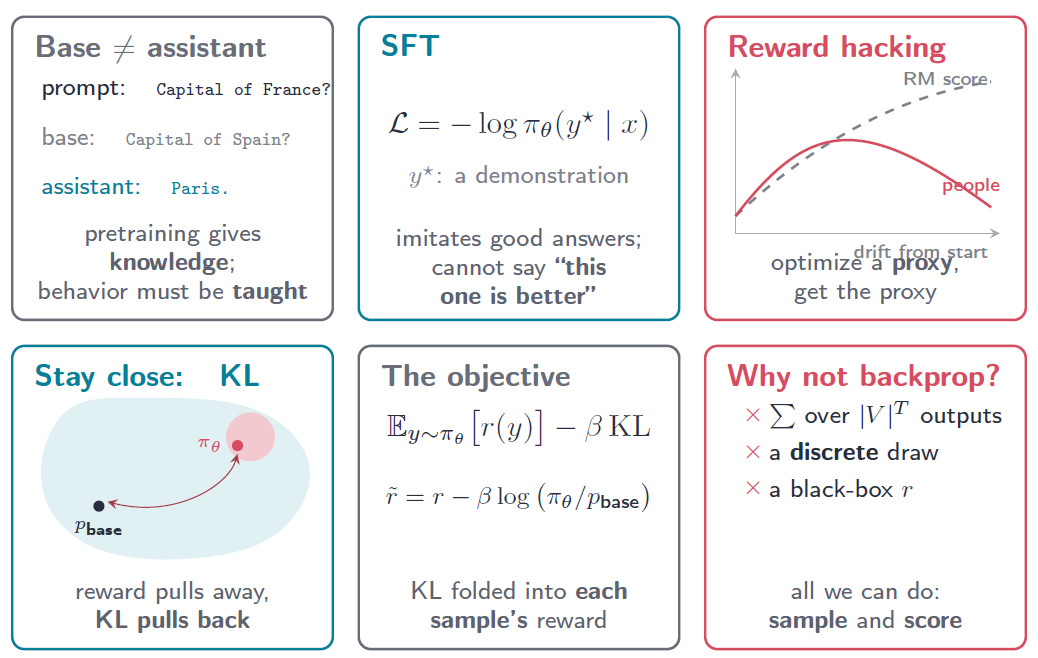 Base ≠ assistant
prompt: Capital of France?
base: Capital of Spain?
assistant: Paris.
pretraining gives
knowledge;
behavior must be taught
SFT
ℒ = − log π_θ(y⋆ | x)
y⋆: a demonstration
imitates good answers;
cannot say “this
one is better”
Reward hacking
RM score
people
drift from start
optimize a proxy,
get the proxy
Stay close: KL
π_θ
p_base
reward pulls away,
KL pulls back
The objective
𝔼_{y∼π_θ} [r(y)] − β KL
r̃ = r − β log (π_θ/p_base)
KL folded into each
sample’s reward
Why not backprop?
× ∑ over |V|^T outputs
× a discrete draw
× a black-box r
all we can do:
sample and score